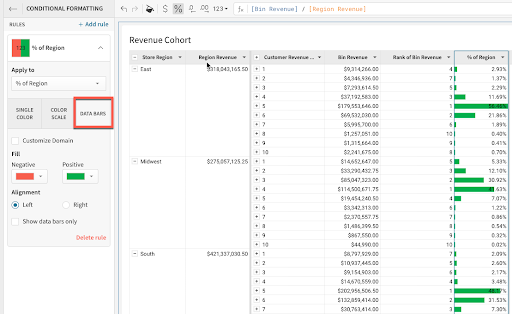 CONDITIONAL FORMATTING
RULES + Add rule
123 % of Region
Apply to
% of Region
SINGLE COLOR
COLOR SCALE
DATA BARS
Customize Domain
Fill
Negative Positive
Alignment
Left Right
Show data bars only
Delete rule
$ % .0 .00 123 [Bin Revenue] / [Region Revenue]
Revenue Cohort
Store Region Region Revenue Customer Revenue ... Bin Revenue Rank of Bin Revenue % of Region
East $318,043,165.50 1 $9,314,266.00 4 2.93%
2 $4,346,936.00 7 1.37%
3 $7,293,614.50 5 2.29%
4 $37,192,583.00 3 11.69%
5 $179,553,646.00 1 56.46%
6 $69,532,030.00 2 21.86%
7 $5,995,700.00 6 1.89%
8 $1,257,051.00 10 0.40%
9 $1,315,664.00 9 0.41%
10 $2,241,675.00 8 0.70%
Midwest $275,057,125.25 1 $14,652,647.00 5 5.33%
2 $33,290,432.75 3 12.10%
3 $85,047,323.00 2 30.92%
4 $114,500,671.75 1 41.63%
5 $19,454,240.50 4 7.07%
6 $3,342,213.00 6 1.22%
7 $2,370,557.75 7 0.86%
8 $1,486,399.50 8 0.54%
9 $867,550.00 9 0.32%
10 $44,990.00 10 0.02%
South $421,337,030.50 1 $8,797,929.00 7 2.09%
2 $10,937,445.00 5 2.60%
3 $9,154,903.00 6 2.17%
4 $14,670,559.00 4 3.48%
5 $202,956,506.50 1
6 $132,859,414.00 2 31.53%
7 $30,761,643.00 3 7.30%